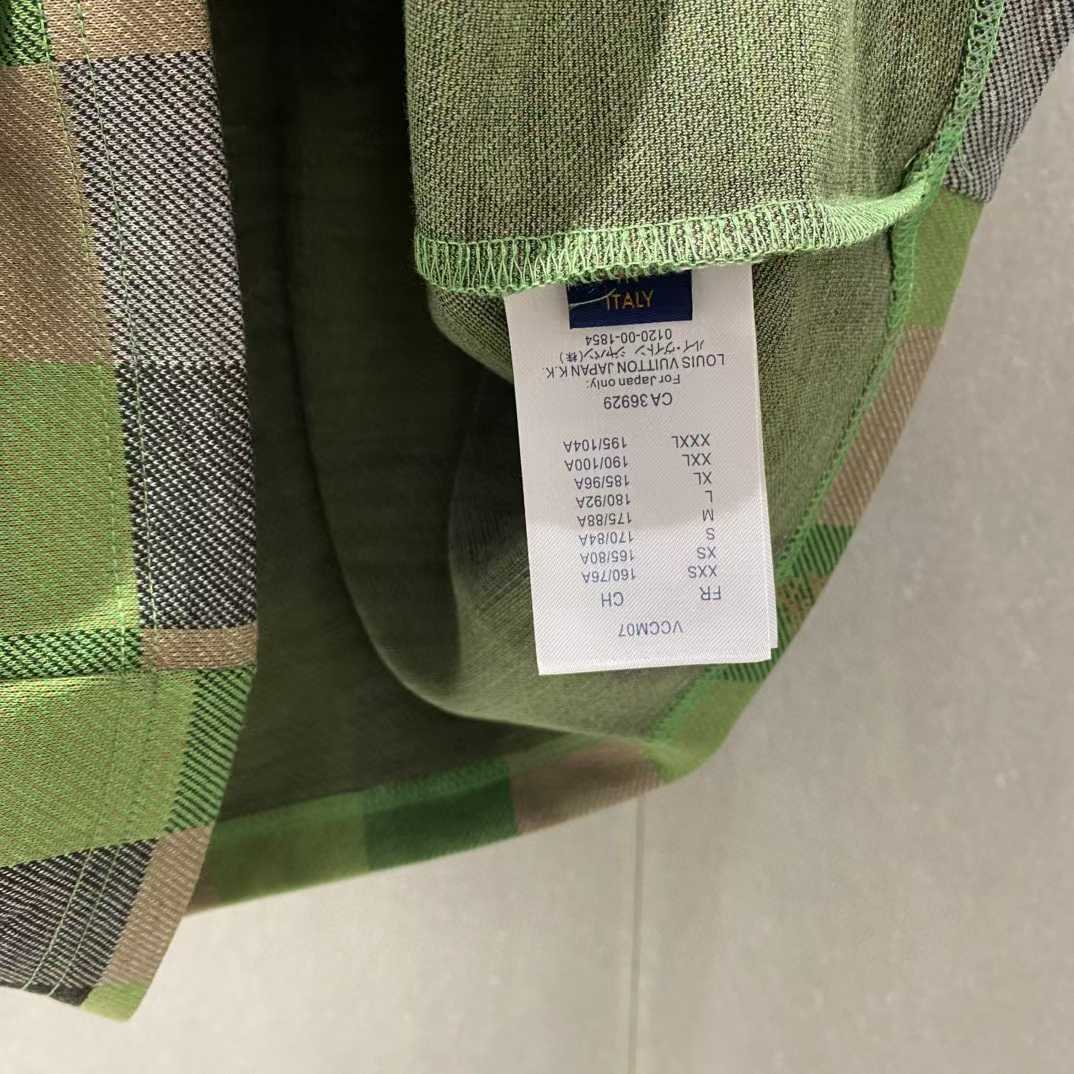 VCCM07
FR CH
XXS 160/76A
XS 165/80A
S 170/84A
M 175/88A
L 180/92A
XL 185/96A
XXL 190/100A
XXXL 195/104A
CA 36929
For Japan only:
LOUIS VUITTON JAPAN K.K.
ルイ・ヴィトン ジャパン(株)
0120-00-1854
ITALY